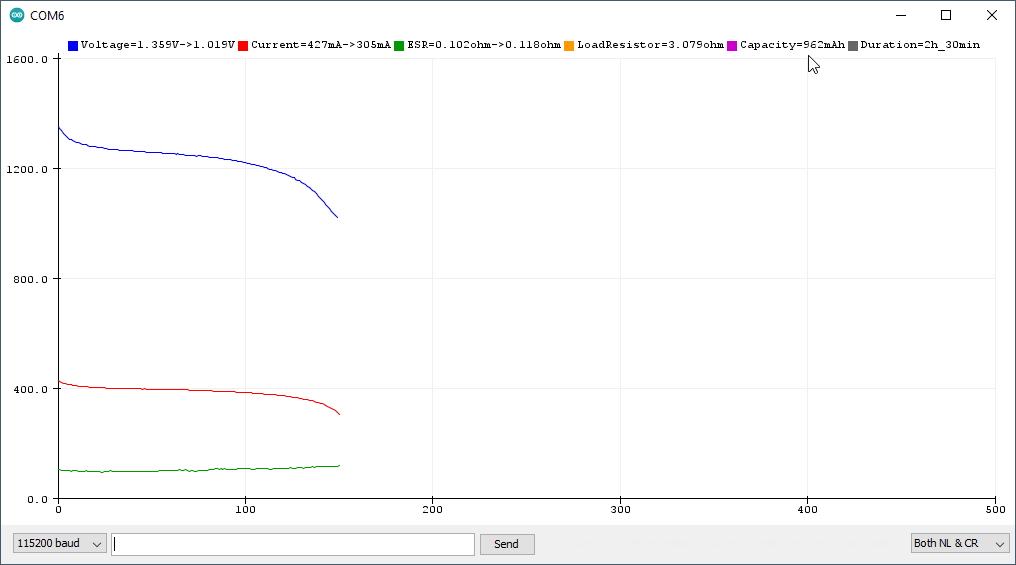 COM6
Voltage=1.359V->1.019V Current=427mA->305mA ESR=0.102ohm->0.118ohm LoadResistor=3.079ohm Capacity=962mAh Duration=2h_30min
1600.0
1200.0
800.0
400.0
0.0
0 100 200 300 400 500
115200 baud Send Both NL & CR